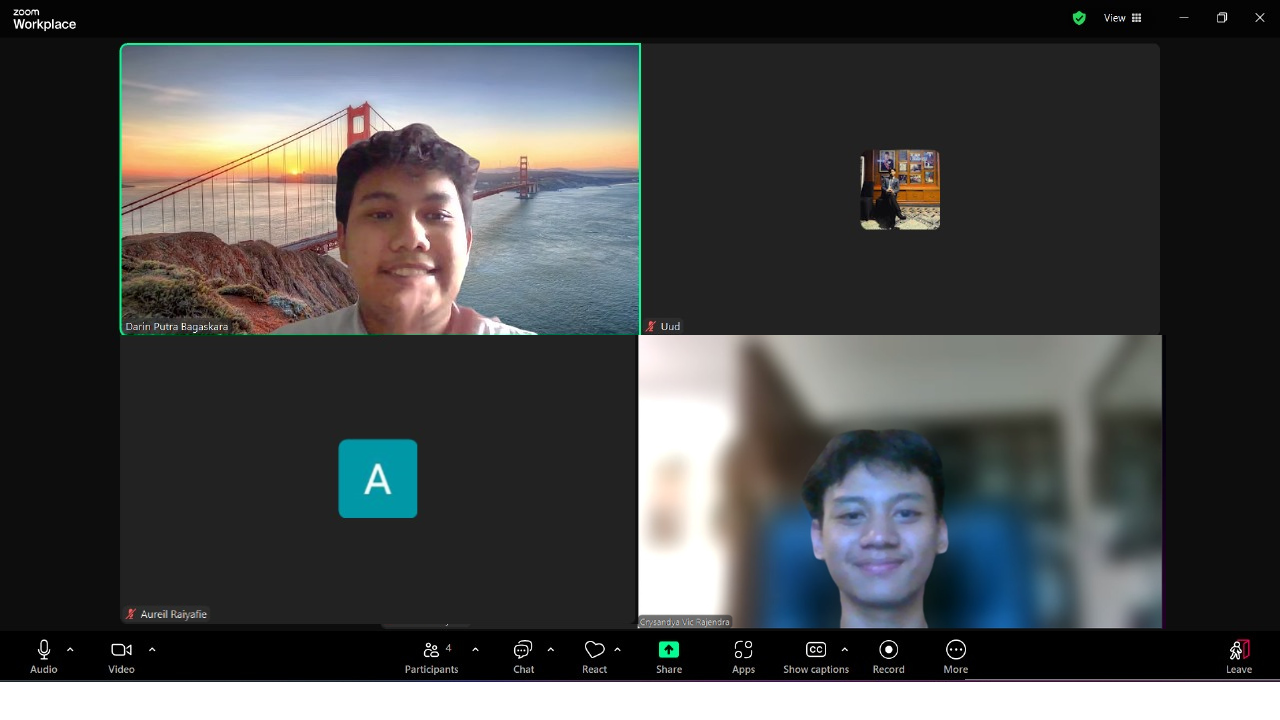 zoom
Workplace
View
Darin Putra Bagaskara
Uud
A
Aureil Raiyafie
Crysandya Vic Rajendra
Audio
Video
4
Participants
Chat
React
Share
Apps
CC
Show captions
Record
More
Leave